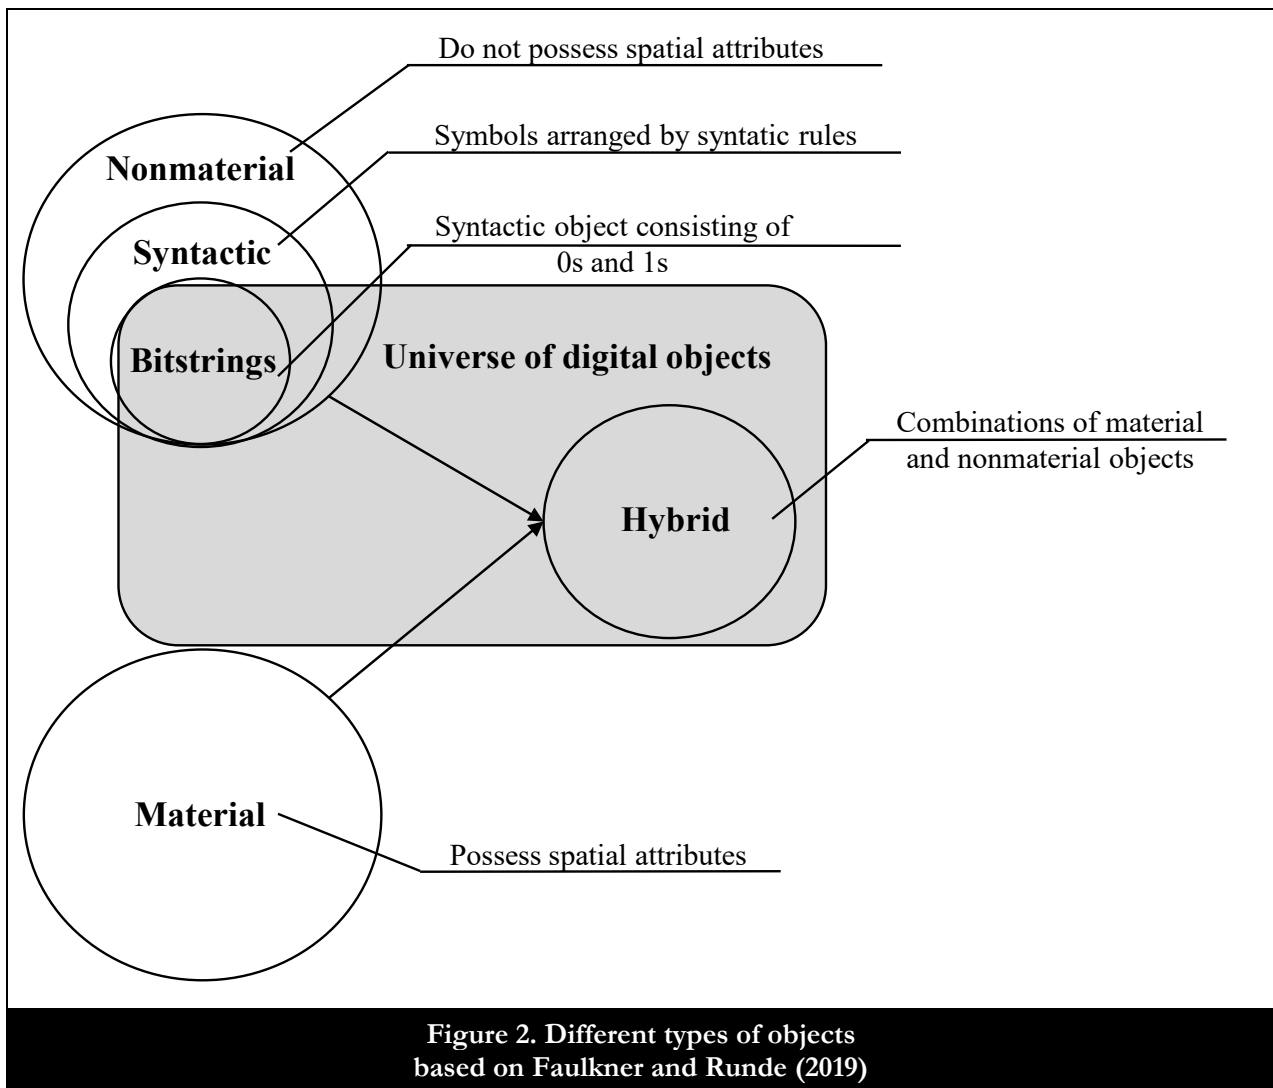 Do not possess spatial attributes
Symbols arranged by syntatic rules
Nonmaterial
Syntactic object consisting of
0s and 1s
Syntactic
Bitstrings
Universe of digital objects
Combinations of material
and nonmaterial objects
Hybrid
Material
Possess spatial attributes
Figure 2. Different types of objects
based on Faulkner and Runde (2019)